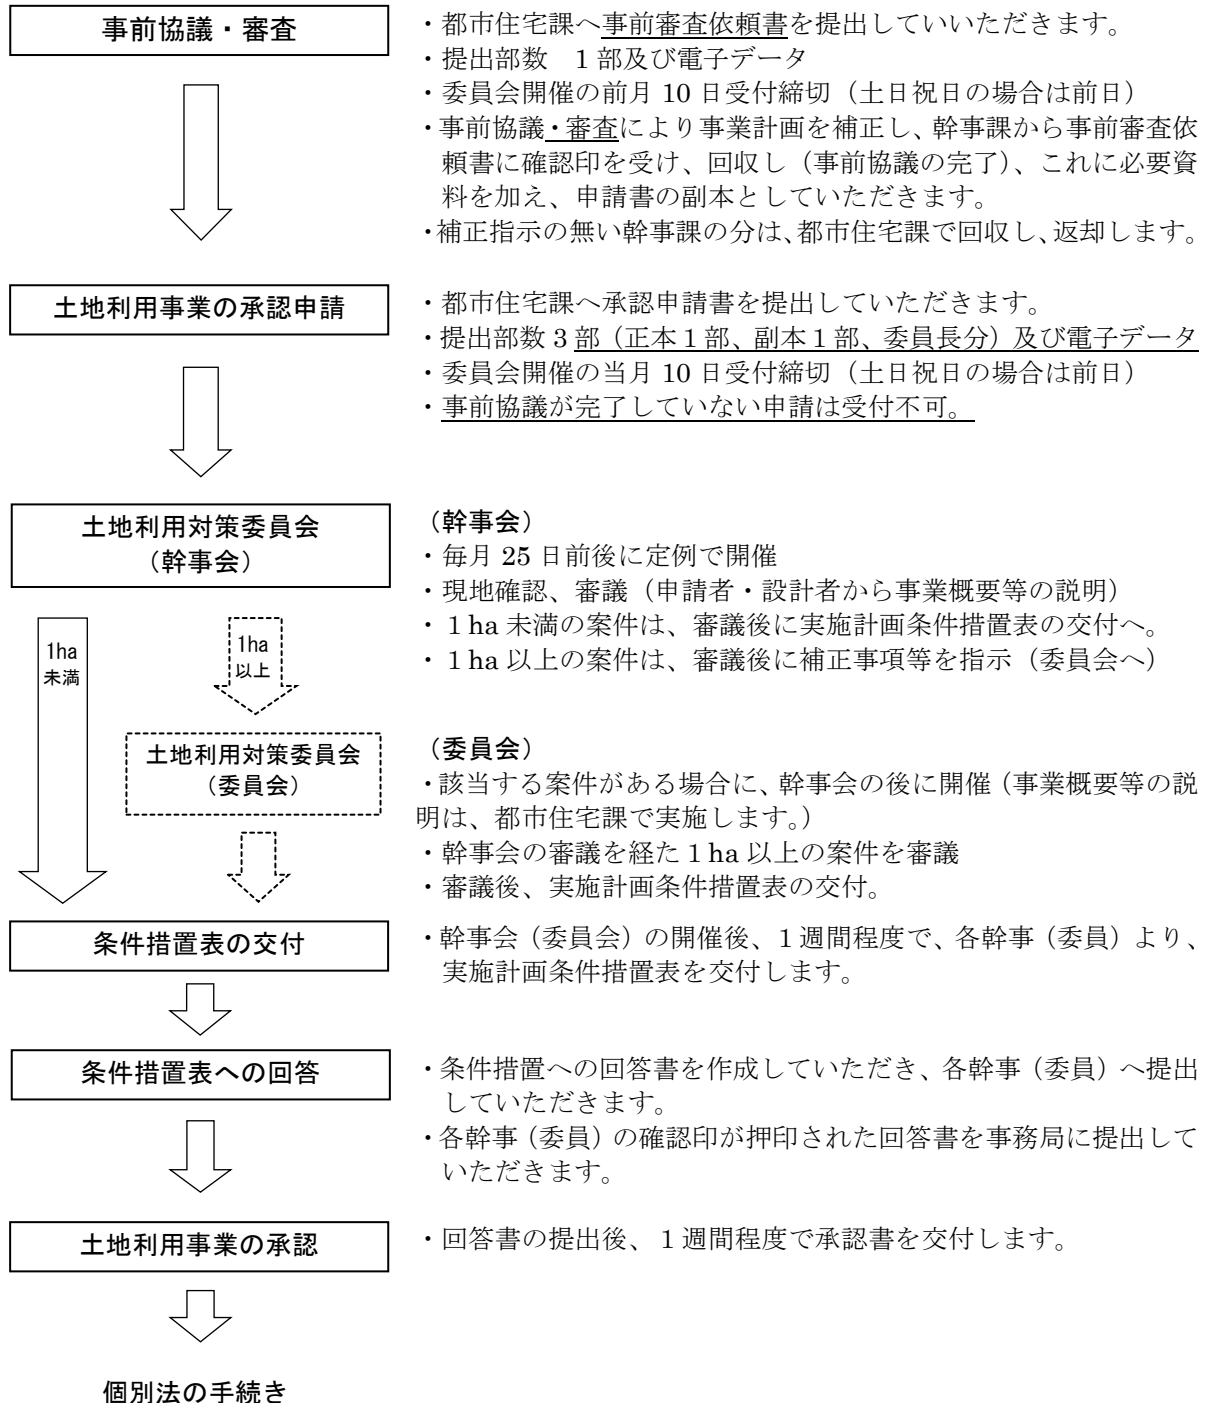 事前協議・審査
・都市住宅課へ事前審査依頼書を提出していいただきます。
・提出部数　1部及び電子データ
・委員会開催の前月 10 日受付締切（土日祝日の場合は前日）
・事前協議・審査により事業計画を補正し、幹事課から事前審査依
頼書に確認印を受け、回収し（事前協議の完了）、これに必要資
料を加え、申請書の副本としていただきます。
・補正指示の無い幹事課の分は、都市住宅課で回収し、返却します。
土地利用事業の承認申請
・都市住宅課へ承認申請書を提出していただきます。
・提出部数 3 部（正本１部、副本１部、委員長分）及び電子データ
・委員会開催の当月 10 日受付締切（土日祝日の場合は前日）
・事前協議が完了していない申請は受付不可。
土地利用対策委員会
（幹事会）
（幹事会）
・毎月 25 日前後に定例で開催
・現地確認、審議（申請者・設計者から事業概要等の説明）
・１ha 未満の案件は、審議後に実施計画条件措置表の交付へ。
・１ha 以上の案件は、審議後に補正事項等を指示（委員会へ）
1ha
未満
1ha
以上
土地利用対策委員会
（委員会）
（委員会）
・該当する案件がある場合に、幹事会の後に開催（事業概要等の説
明は、都市住宅課で実施します。）
・幹事会の審議を経た１ha 以上の案件を審議
・審議後、実施計画条件措置表の交付。
条件措置表の交付
・幹事会（委員会）の開催後、１週間程度で、各幹事（委員）より、
実施計画条件措置表を交付します。
条件措置表への回答
・条件措置への回答書を作成していただき、各幹事（委員）へ提出
していただきます。
・各幹事（委員）の確認印が押印された回答書を事務局に提出して
いただきます。
土地利用事業の承認
・回答書の提出後、１週間程度で承認書を交付します。
個別法の手続き